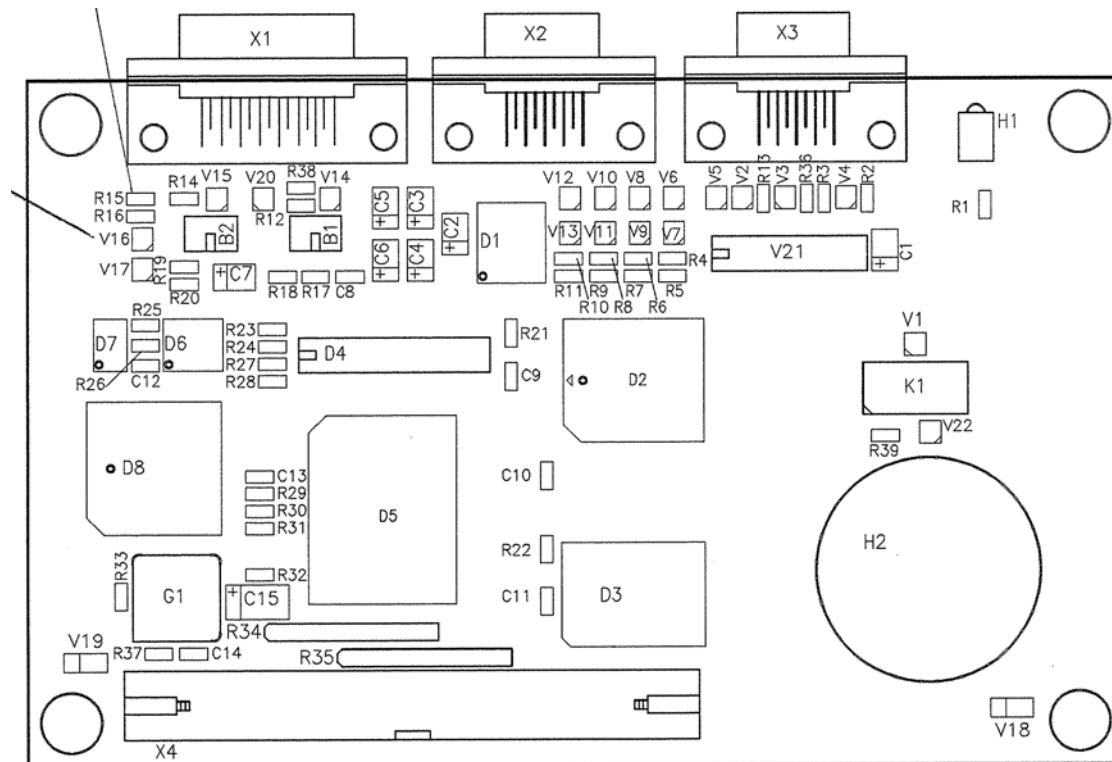 X1 X2 X3
H1
R15 R14 V15 V20 R38 V14 V12 V10 V8 V6 V5 V2 R13 V3 R36 R3 V4 R2
R16 R12 C5 C3 R1
V16 B2 B1 C2 D1 V13 V11 V9 V7 V21 C1
V17 R19 C7 C6 C4 R4
R20 R18 R17 C8 R11 R9 R7 R5
R10 R8 R6
R25 V1
D7 D6 R23 D4 R21
R24
R26 C12 R27 C9 D2 K1
R28
V22
R39
D8 C13 C10
R29
R30 D5
R31
H2
R33 R32 R22
G1 C15 C11 D3
R34
V19 R37 C14 R35
V18
X4